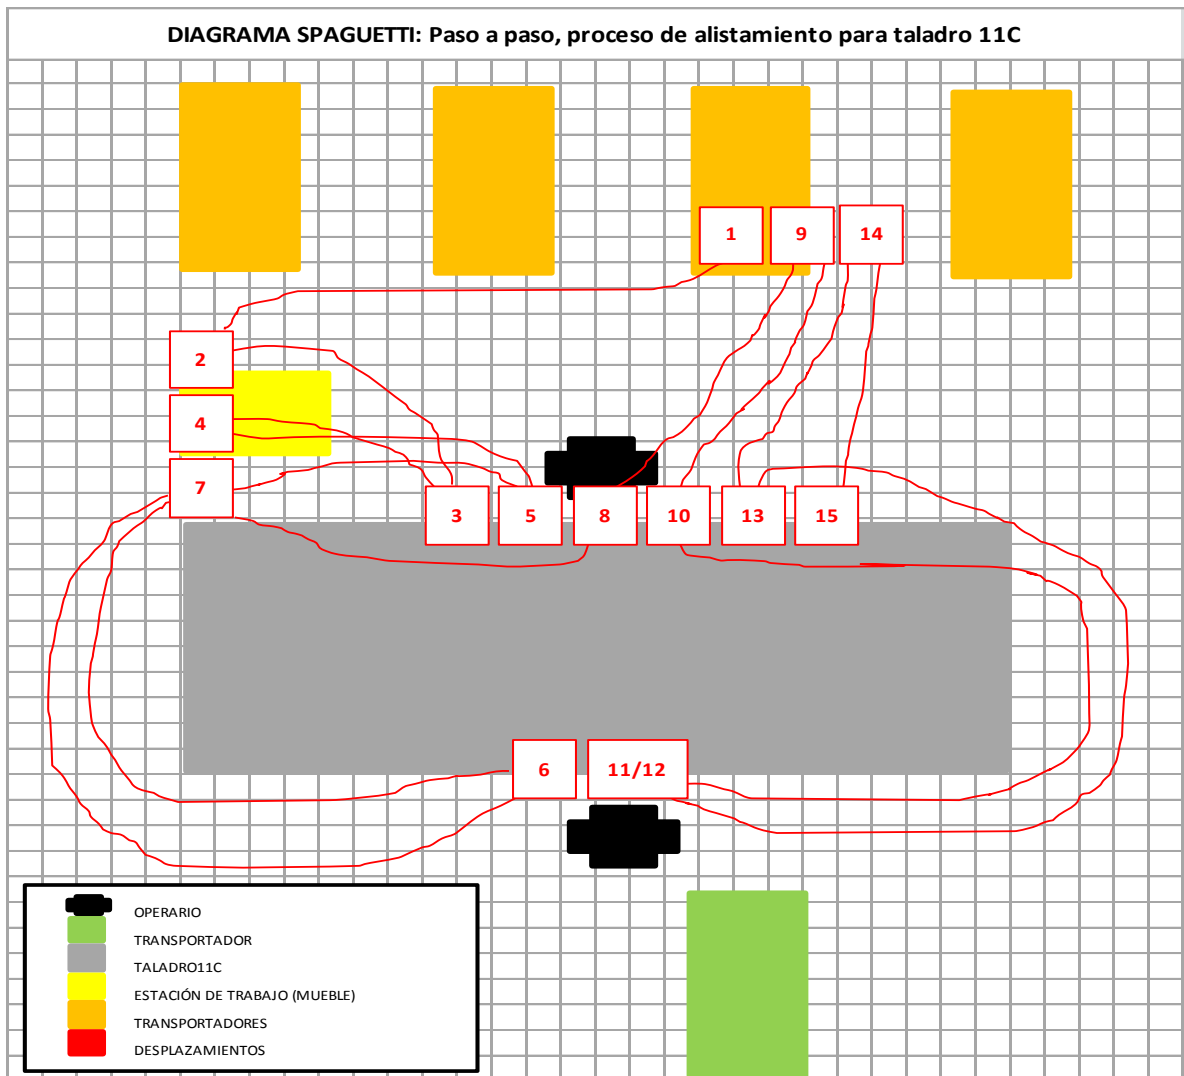 DIAGRAMA SPAGUETTI: Paso a paso, proceso de alistamiento para taladro 11C
1 9 14
2
4
7
3 5 8 10 13 15
6 11/12
OPERARIO
TRANSPORTADOR
TALADRO11C
ESTACIÓN DE TRABAJO (MUEBLE)
TRANSPORTADORES
DESPLAZAMIENTOS